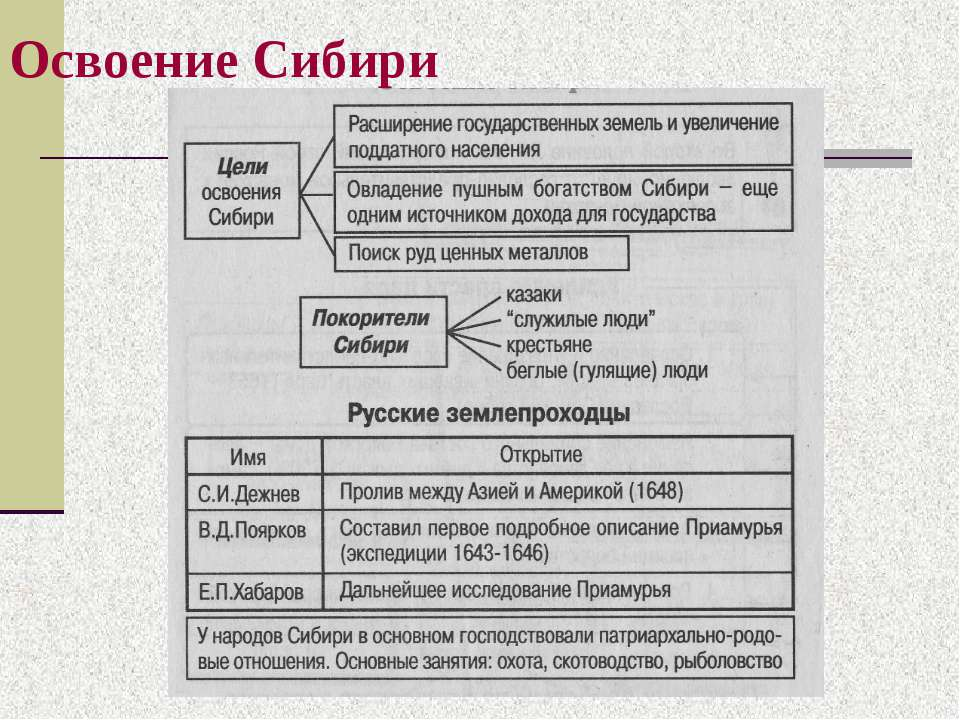 Освоение Сибири
Цели
освоения
Сибири
Расширение государственных земель и увеличение
поддатного населения
Овладение пушным богатством Сибири – еще
одним источником дохода для государства
Поиск руд ценных металлов
Покорители
Сибири
казаки
“служилые люди”
крестьяне
беглые (гулящие) люди
Русские землепроходцы
Имя Открытие
С.И.Дежнев Пролив между Азией и Америкой (1648)
В.Д.Поярков Составил первое подробное описание Приамурья
(экспедиции 1643-1646)
Е.П.Хабаров Дальнейшее исследование Приамурья
У народов Сибири в основном господствовали патриархально-родо-
вые отношения. Основные занятия: охота, скотоводство, рыболовство